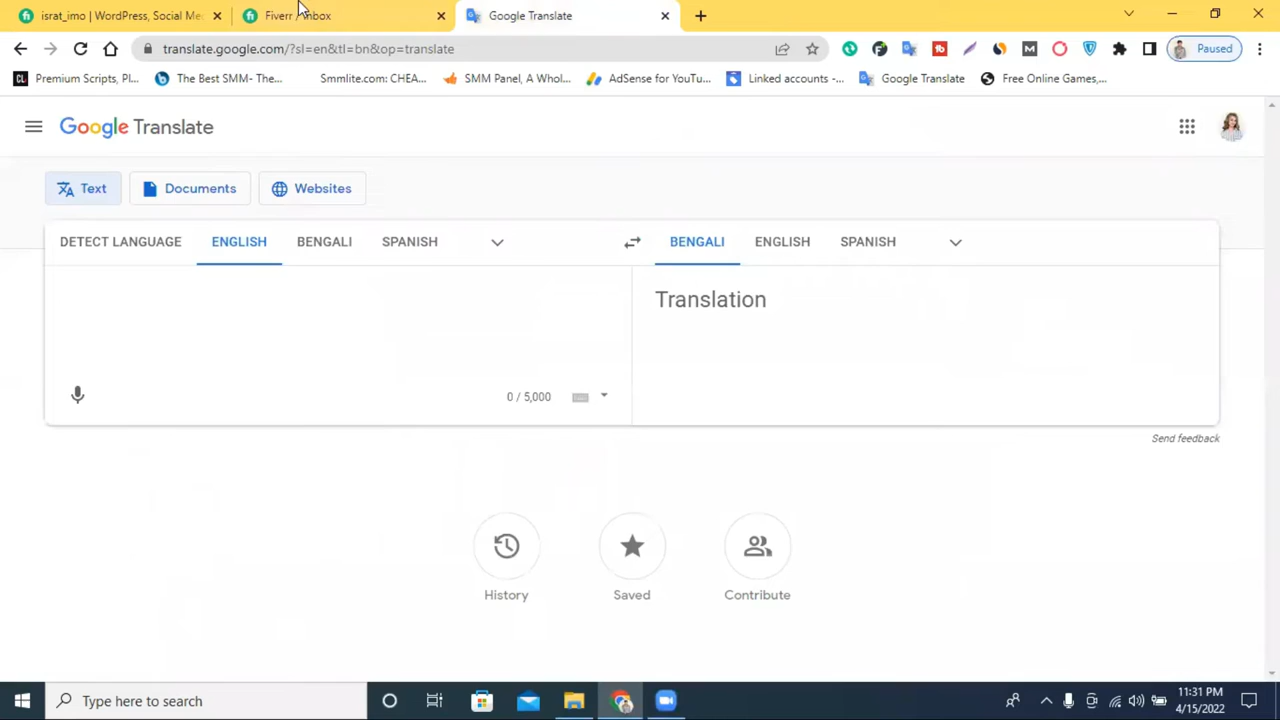 israt_imo | WordPress, Social Me
Fiverr / Inbox
Google Translate
translate.google.com/?sl=en&tl=bn&op=translate
Paused
Premium Scripts, Pl...
The Best SMM- The...
Smmlite.com: CHEA...
SMM Panel, A Whol...
AdSense for YouTu...
Linked accounts -...
Google Translate
Free Online Games,...
Google Translate
Text
Documents
Websites
DETECT LANGUAGE
ENGLISH
BENGALI
SPANISH
BENGALI
ENGLISH
SPANISH
Translation
0 / 5,000
Send feedback
History
Saved
Contribute
Type here to search
11:31 PM
4/15/2022